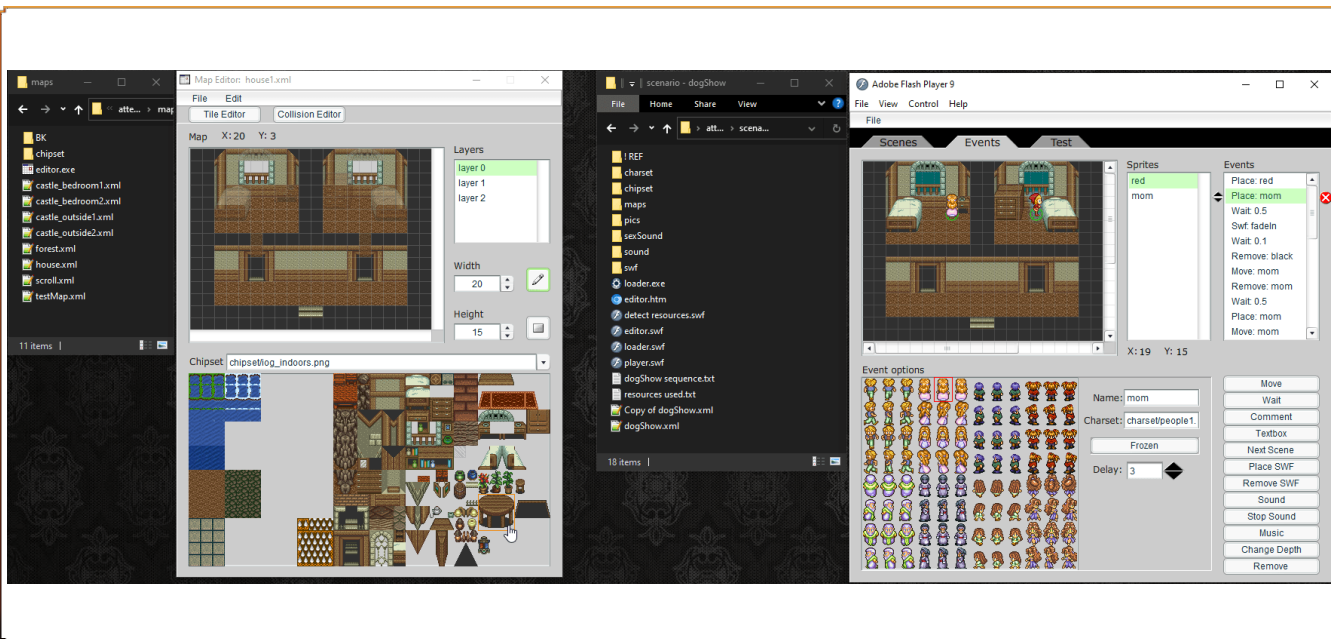 maps
atte... > map
BK
chipset
editor.exe
castle_bedroom1.xml
castle_bedroom2.xml
castle_outside1.xml
castle_outside2.xml
forest.xml
house.xml
scroll.xml
testMap.xml
11 items
Map Editor: house1.xml
File Edit
Tile Editor Collision Editor
Map X: 20 Y: 3
Layers
layer 0
layer 1
layer 2
Width
20
Height
15
Chipset chipset/log_indoors.png
scenario - dogShow
File Home Share View
att... > scena...
! REF
charset
chipset
maps
pics
sexSound
sound
swf
loader.exe
editor.htm
detect resources.swf
editor.swf
loader.swf
player.swf
dogShow sequence.txt
resources used.txt
Copy of dogShow.xml
dogShow.xml
18 items
Adobe Flash Player 9
File View Control Help
File
Scenes Events Test
Sprites
red
mom
Events
Place: red
Place: mom
Wait: 0.5
Swf: fadeIn
Wait: 0.1
Remove: black
Move: mom
Remove: mom
Wait: 0.5
Place: mom
Move: mom
X: 19 Y: 15
Event options
Name: mom
Charset: charset/people1.
Frozen
Delay: 3
Move
Wait
Comment
Textbox
Next Scene
Place SWF
Remove SWF
Sound
Stop Sound
Music
Change Depth
Remove